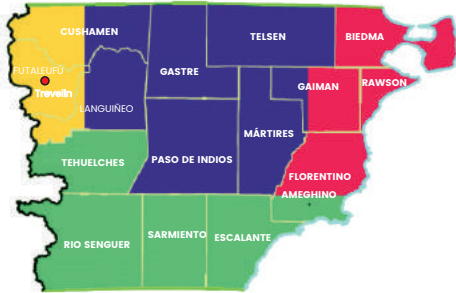 CUSHAMEN
TELSEN
BIEDMA
FUTALEUFÚ
GASTRE
GAIMAN
RAWSON
Trevelin
LANGUIÑEO
MÁRTIRES
TEHUELCHES
PASO DE INDIOS
FLORENTINO
AMEGHINO
RIO SENGUER
SARMIENTO
ESCALANTE